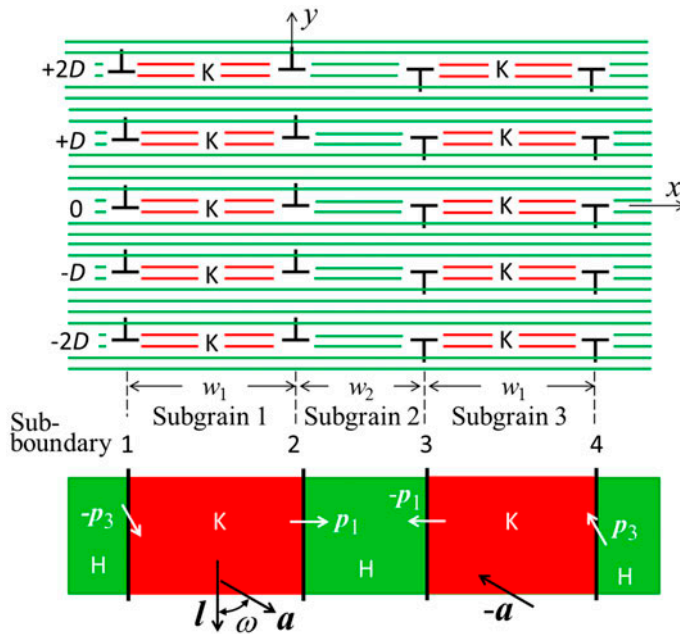 y
+2D K K
+D K K
0 K K x
-D K K
-2D K K
w₁ w₂ w₁
Sub- Subgrain 1 Subgrain 2 Subgrain 3
boundary 1 2 3 4
-p₃ K p₁ -p₁ K p₃
H H H
l ω a -a